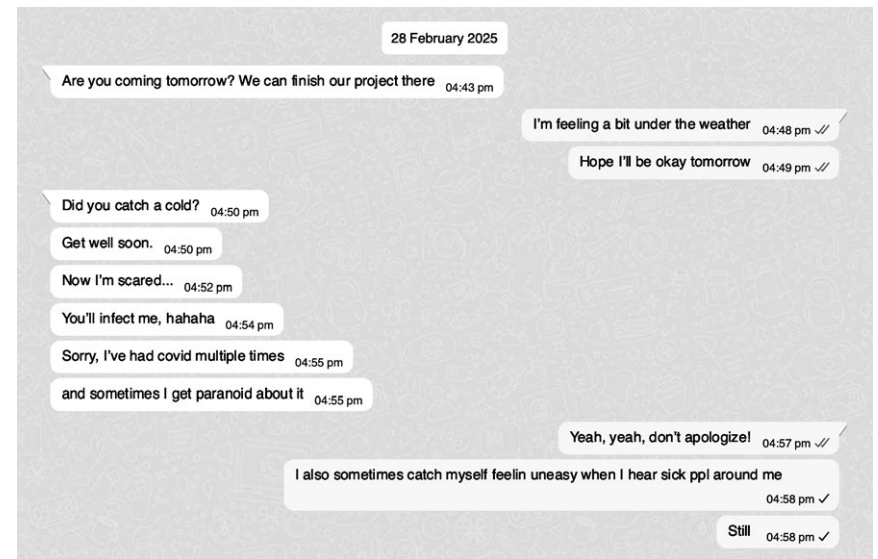 28 February 2025
Are you coming tomorrow? We can finish our project there 04:43 pm
I'm feeling a bit under the weather 04:48 pm
Hope I'll be okay tomorrow 04:49 pm
Did you catch a cold? 04:50 pm
Get well soon. 04:50 pm
Now I'm scared... 04:52 pm
You'll infect me, hahaha 04:54 pm
Sorry, I've had covid multiple times 04:55 pm
and sometimes I get paranoid about it 04:55 pm
Yeah, yeah, don't apologize! 04:57 pm
I also sometimes catch myself feelin uneasy when I hear sick ppl around me
04:58 pm
Still 04:58 pm